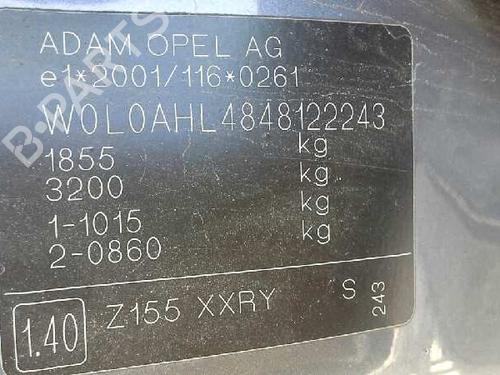 ADAM OPEL AG
e1*2001/116*0261
W0L0AHL4848122243
1855 kg
3200 kg
1-1015 kg
2-0860 kg
1.40 Z155 XXRY S 243
B-PARTS